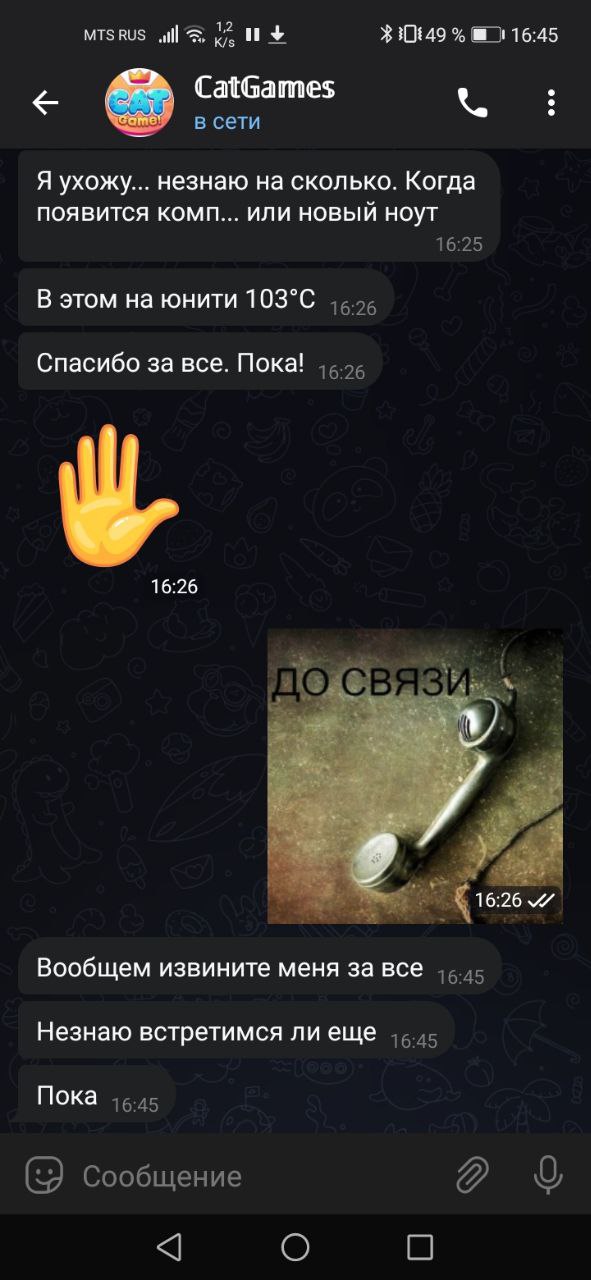 MTS RUS 1,2 K/s 49 % 16:45
CatGames
CAT Game!
в сети
Я ухожу... незнаю на сколько. Когда
появится комп... или новый ноут
16:25
В этом на юнити 103°C 16:26
Спасибо за все. Пока! 16:26
16:26
ДО СВЯЗИ
16:26
Вообщем извините меня за все 16:45
Незнаю встретимся ли еще 16:45
Пока 16:45
Сообщение